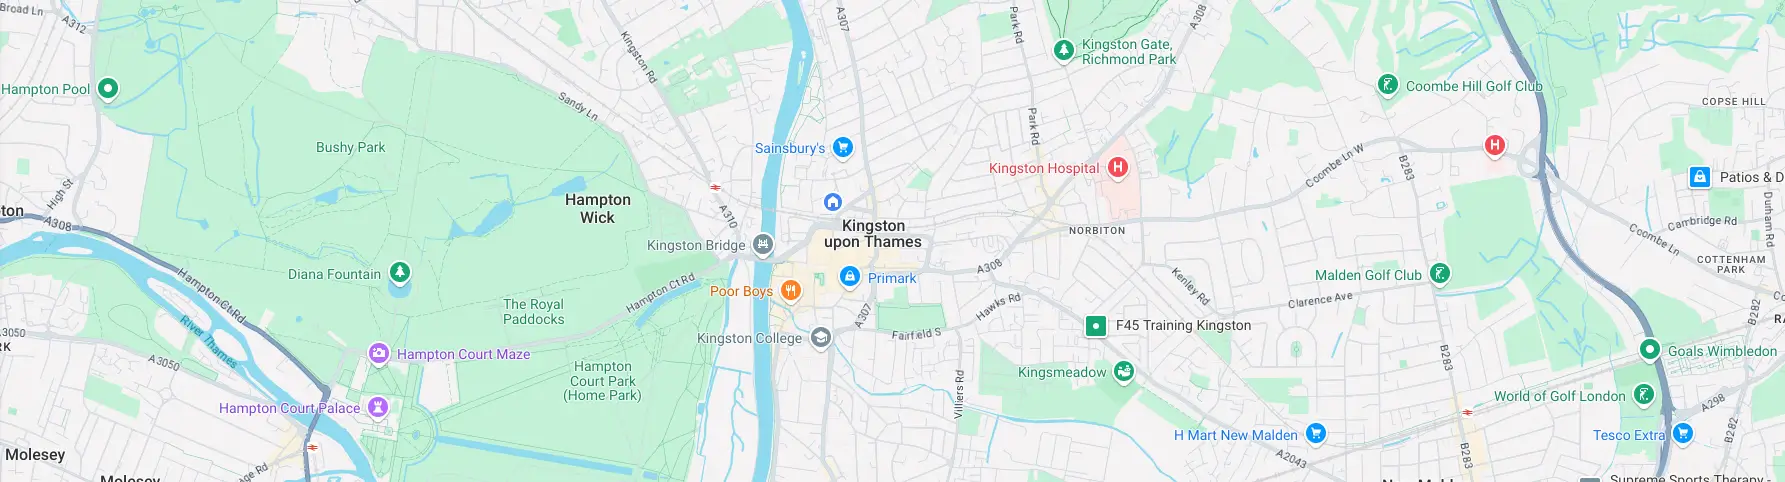 Broad Ln
A312
Hampton Pool
Bushy Park
High St
A308
Hampton Ct Rd
Diana Fountain
The Royal
Paddocks
A3050
A3050
River Thames
Hampton Court Maze
Hampton Court Palace
Hampton
Court Park
(Home Park)
Molesey
Sandy Ln
Kingston Rd
Hampton
Wick
A310
Kingston Bridge
Hampton Ct Rd
A307
Sainsbury's
Kingston
upon Thames
Primark
Poor Boys
Kingston College
A307
Fairfield S
Hawks Rd
A308
Villiers Rd
Park Rd
Kingston Gate,
Richmond Park
Park Rd
A308
Kingston Hospital
NORBITON
Kenley Rd
F45 Training Kingston
Kingsmeadow
H Mart New Malden
A2043
Coombe Hill Golf Club
Coombe Ln W
B283
Malden Golf Club
Clarence Ave
B283
B283
World of Golf London
Goals Wimbledon
Tesco Extra
A298
B282
B282
COPSE HILL
Patios & D
Durham Rd
Cambridge Rd
Coombe Ln
COTTENHAM
PARK
Supreme Sports Therapy -